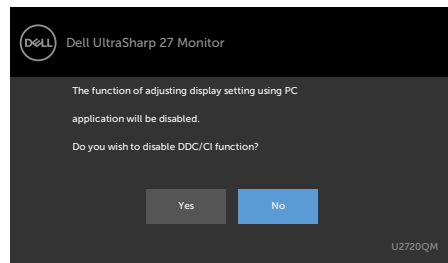 DELL
Dell UltraSharp 27 Monitor
The function of adjusting display setting using PC
application will be disabled.
Do you wish to disable DDC/CI function?
Yes
No
U2720QM